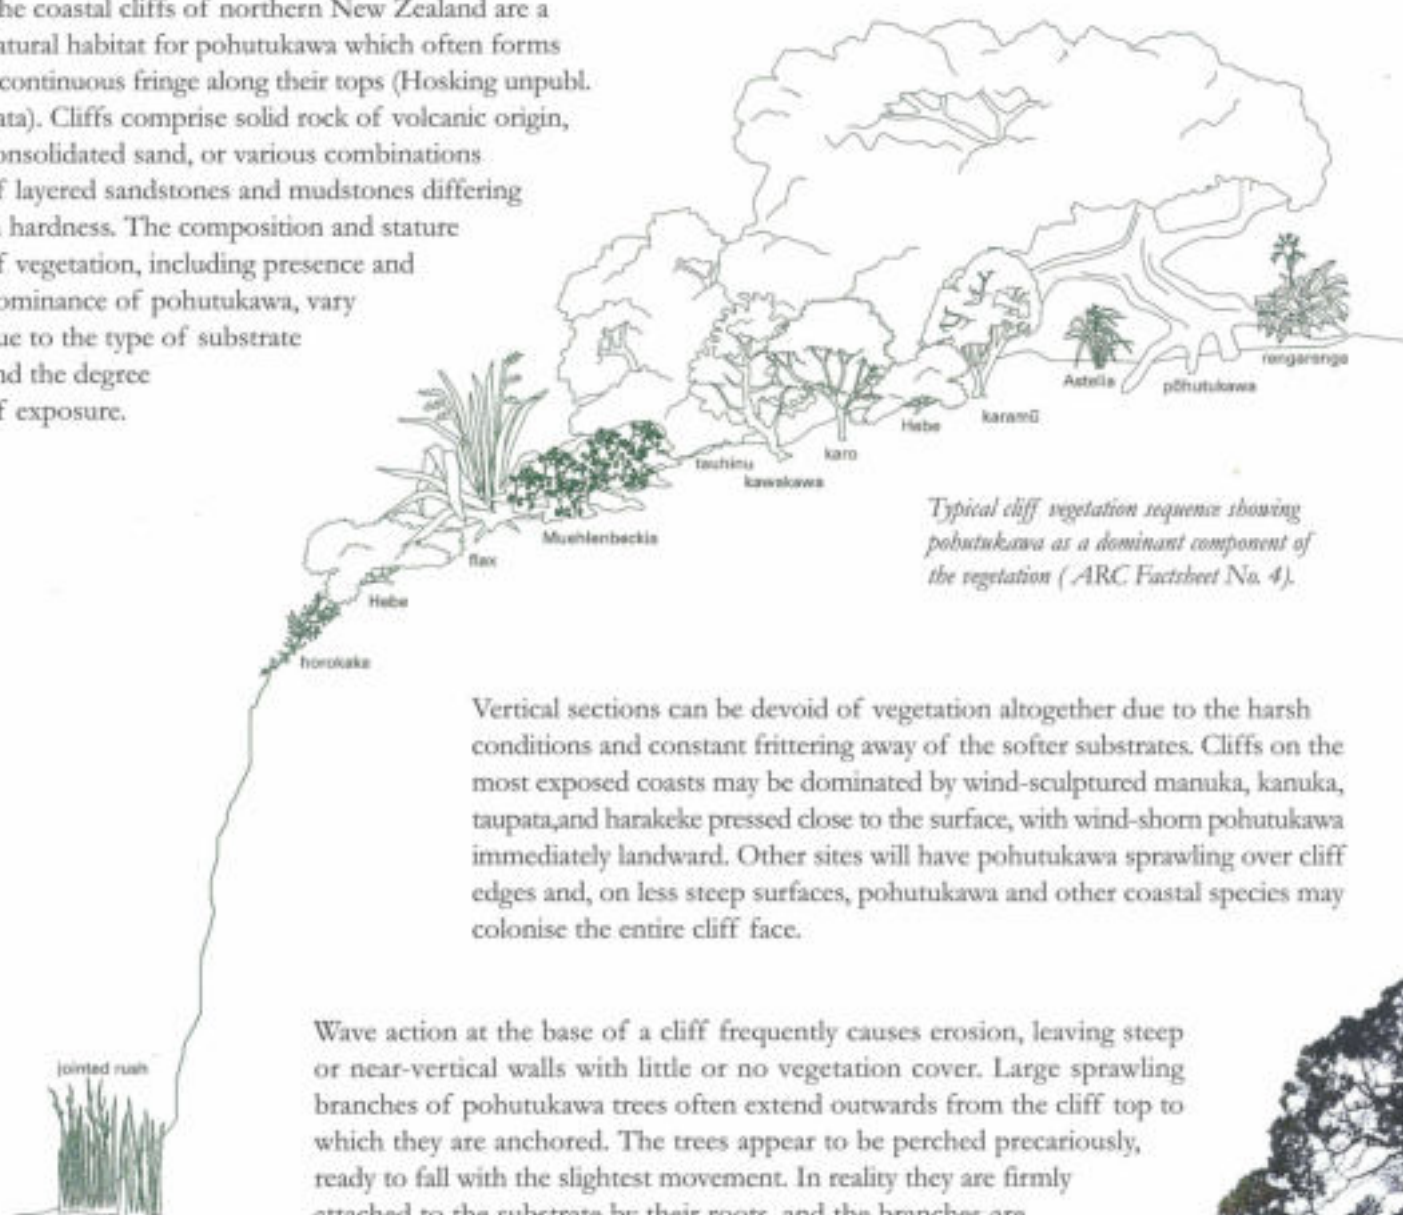 he coastal cliffs of northern New Zealand are a
atural habitat for pohutukawa which often forms
continuous fringe along their tops (Hosking unpubl.
ata). Cliffs comprise solid rock of volcanic origin,
onsolidated sand, or various combinations
f layered sandstones and mudstones differing
hardness. The composition and stature
f vegetation, including presence and
ominance of pohutukawa, vary
ue to the type of substrate
nd the degree
f exposure.
rengarenga
Astelia
pōhutukawa
karamū
Hebe
karo
tauhinu
kawakawa
Muehlenbeckia
flax
Hebe
horokaka
Typical cliff vegetation sequence showing
pohutukawa as a dominant component of
the vegetation ( ARC Factsheet No. 4).
Vertical sections can be devoid of vegetation altogether due to the harsh
conditions and constant frittering away of the softer substrates. Cliffs on the
most exposed coasts may be dominated by wind-sculptured manuka, kanuka,
taupata,and harakeke pressed close to the surface, with wind-shorn pohutukawa
immediately landward. Other sites will have pohutukawa sprawling over cliff
edges and, on less steep surfaces, pohutukawa and other coastal species may
colonise the entire cliff face.
Wave action at the base of a cliff frequently causes erosion, leaving steep
or near-vertical walls with little or no vegetation cover. Large sprawling
branches of pohutukawa trees often extend outwards from the cliff top to
which they are anchored. The trees appear to be perched precariously,
ready to fall with the slightest movement. In reality they are firmly
attached to the substrate by their roots, and the branches are
jointed rush